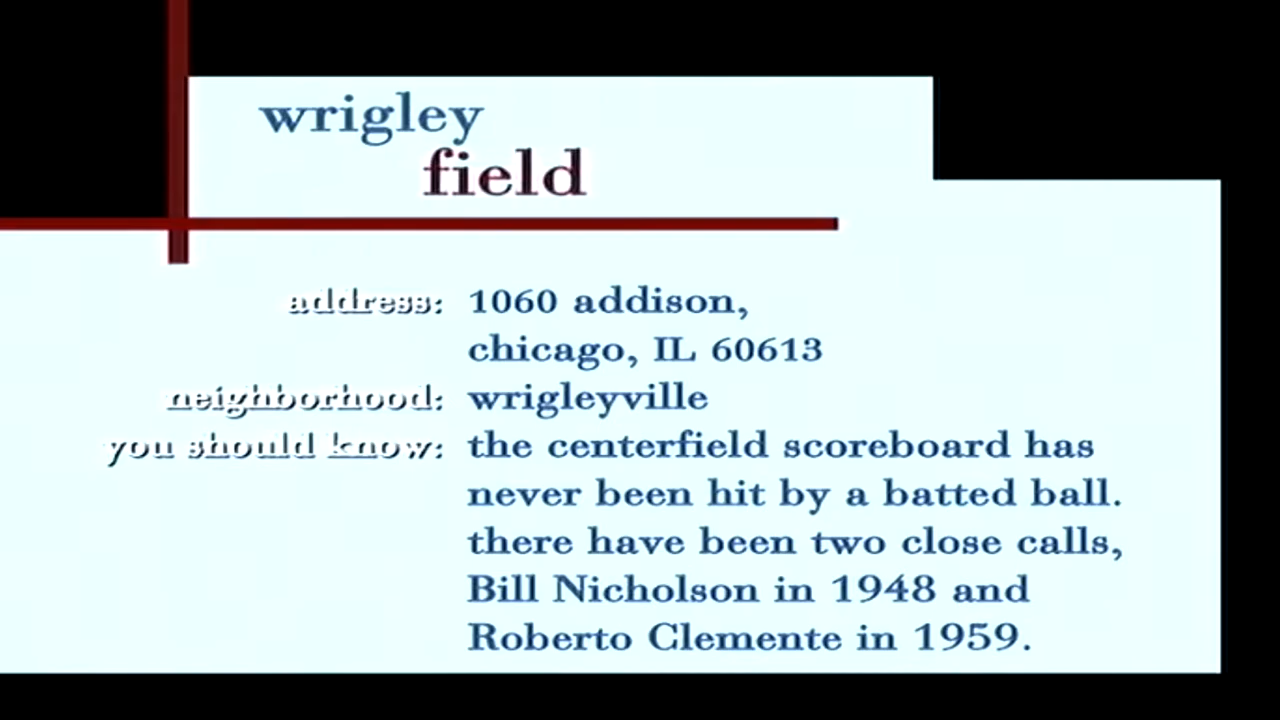 wrigley
field
address: 1060 addison,
chicago, IL 60613
neighborhood: wrigleyville
you should know: the centerfield scoreboard has
never been hit by a batted ball.
there have been two close calls,
Bill Nicholson in 1948 and
Roberto Clemente in 1959.